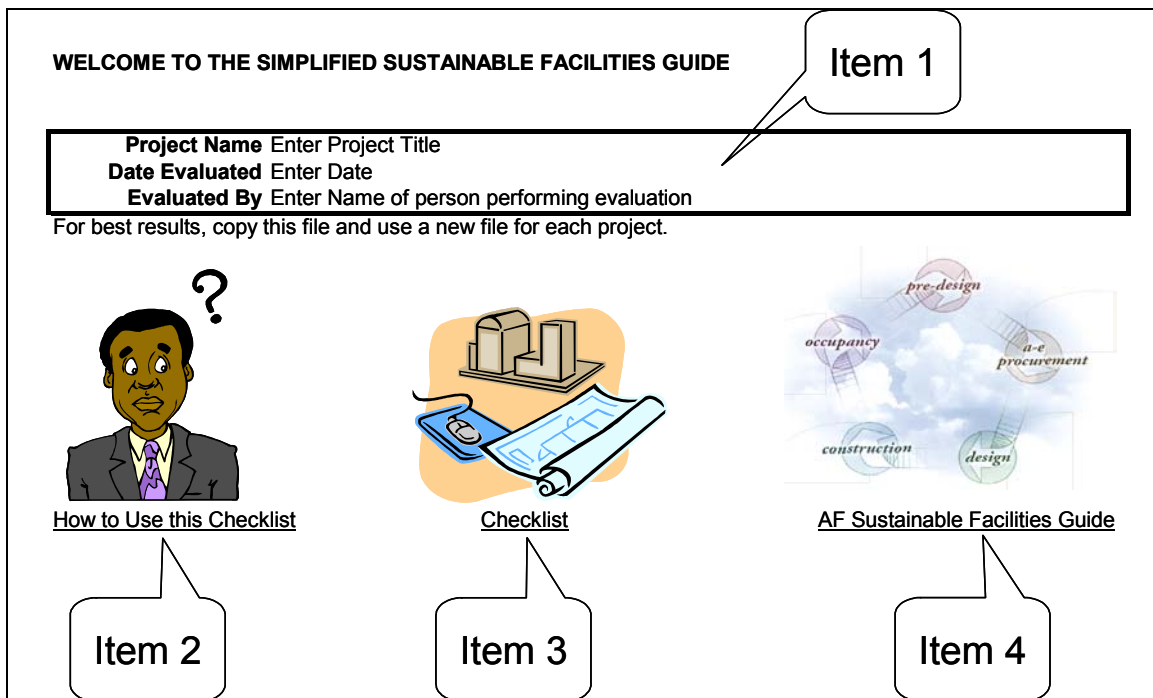 WELCOME TO THE SIMPLIFIED SUSTAINABLE FACILITIES GUIDE
Item 1
Project Name Enter Project Title
Date Evaluated Enter Date
Evaluated By Enter Name of person performing evaluation
For best results, copy this file and use a new file for each project.
?
pre-design
occupancy
a-e
procurement
construction
design
How to Use this Checklist
Checklist
AF Sustainable Facilities Guide
Item 2
Item 3
Item 4